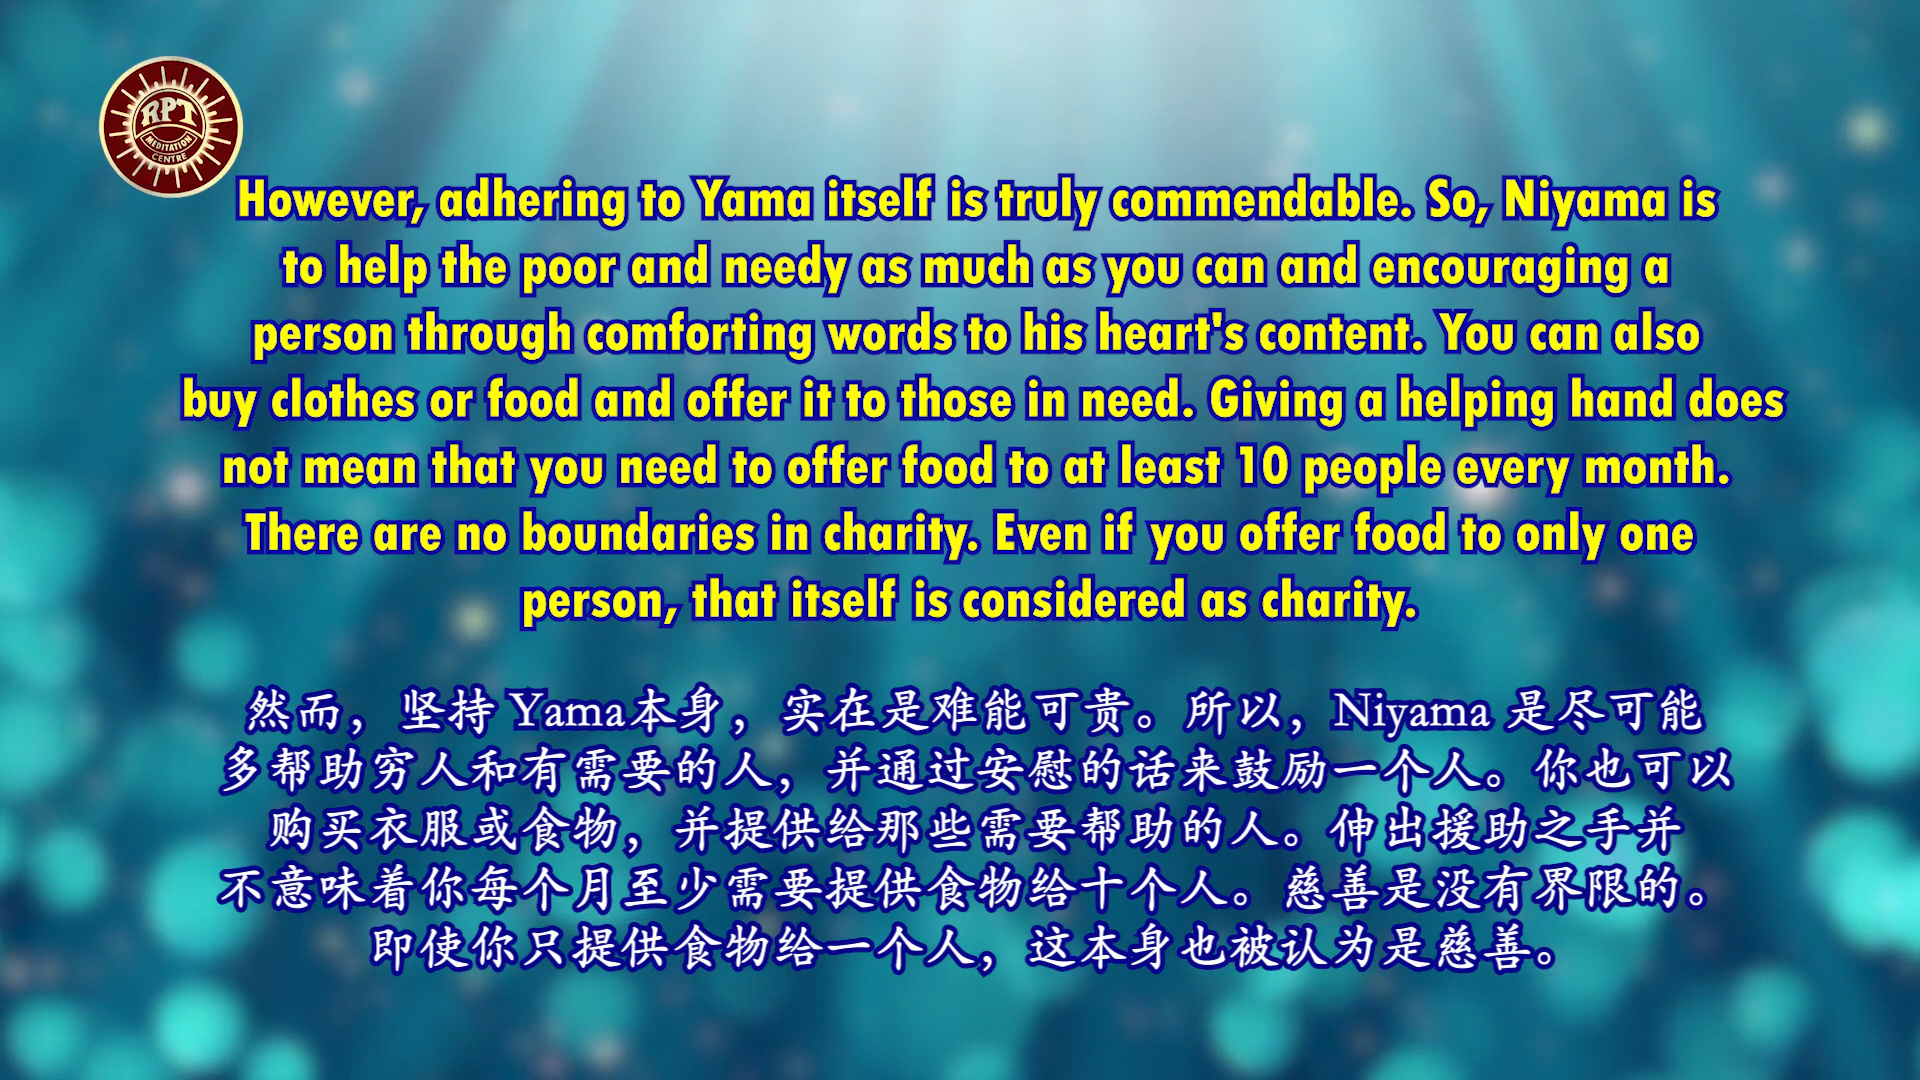 RPT
MEDITATION
CENTRE
However, adhering to Yama itself is truly commendable. So, Niyama is
to help the poor and needy as much as you can and encouraging a
person through comforting words to his heart's content. You can also
buy clothes or food and offer it to those in need. Giving a helping hand does
not mean that you need to offer food to at least 10 people every month.
There are no boundaries in charity. Even if you offer food to only one
person, that itself is considered as charity.
然而，坚持 Yama本身，实在是难能可贵。所以，Niyama 是尽可能
多帮助穷人和有需要的人，并通过安慰的话来鼓励一个人。你也可以
购买衣服或食物，并提供给那些需要帮助的人。伸出援助之手并
不意味着你每个月至少需要提供食物给十个人。慈善是没有界限的。
即使你只提供食物给一个人，这本身也被认为是慈善。